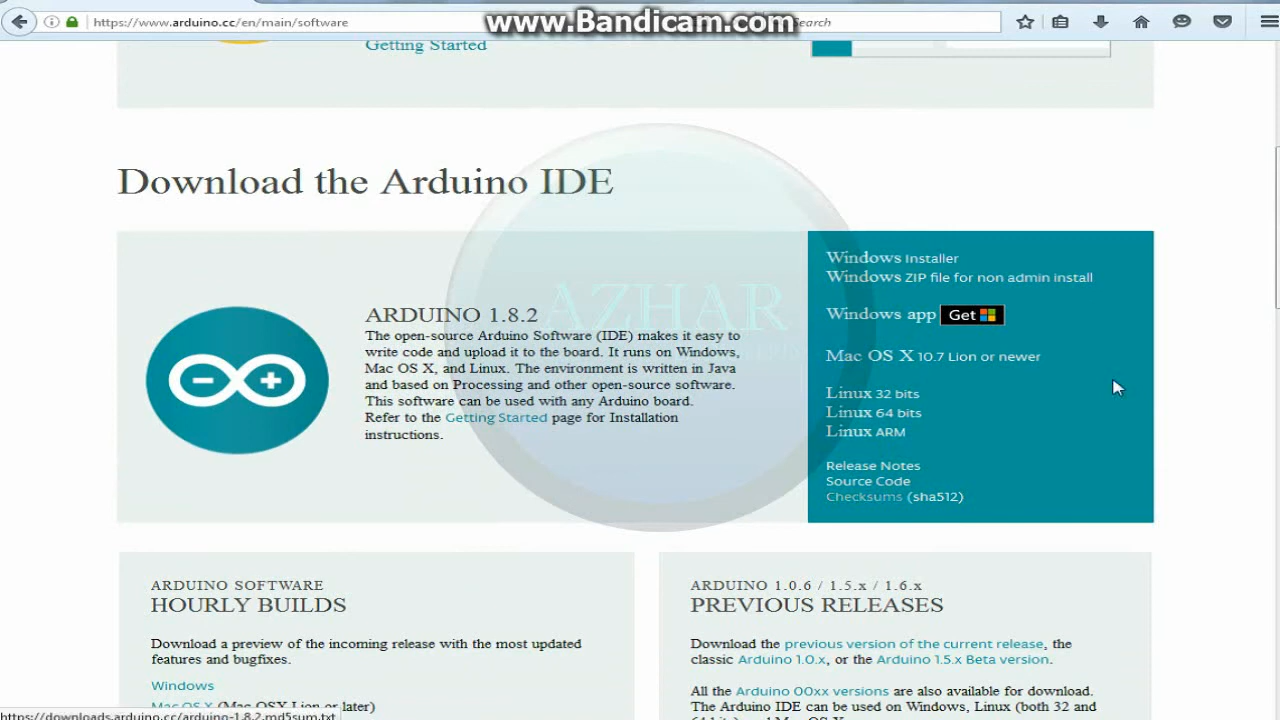 https://www.arduino.cc/en/main/software
www.Bandicam.com
Search
Getting Started
Download the Arduino IDE
AZHAR
ARDUINO 1.8.2
The open-source Arduino Software (IDE) makes it easy to
write code and upload it to the board. It runs on Windows,
Mac OS X, and Linux. The environment is written in Java
and based on Processing and other open-source software.
This software can be used with any Arduino board.
Refer to the Getting Started page for Installation
instructions.
Windows Installer
Windows ZIP file for non admin install
Windows app Get
Mac OS X 10.7 Lion or newer
Linux 32 bits
Linux 64 bits
Linux ARM
Release Notes
Source Code
Checksums (sha512)
ARDUINO SOFTWARE
HOURLY BUILDS
Download a preview of the incoming release with the most updated
features and bugfixes.
Windows
Mac OS X (Mac OSX Lion or later)
ARDUINO 1.0.6 / 1.5.x / 1.6.x
PREVIOUS RELEASES
Download the previous version of the current release, the
classic Arduino 1.0.x, or the Arduino 1.5.x Beta version.
All the Arduino 00xx versions are also available for download.
The Arduino IDE can be used on Windows, Linux (both 32 and
https://downloads.arduino.cc/arduino-1.8.2.md5sum.txt